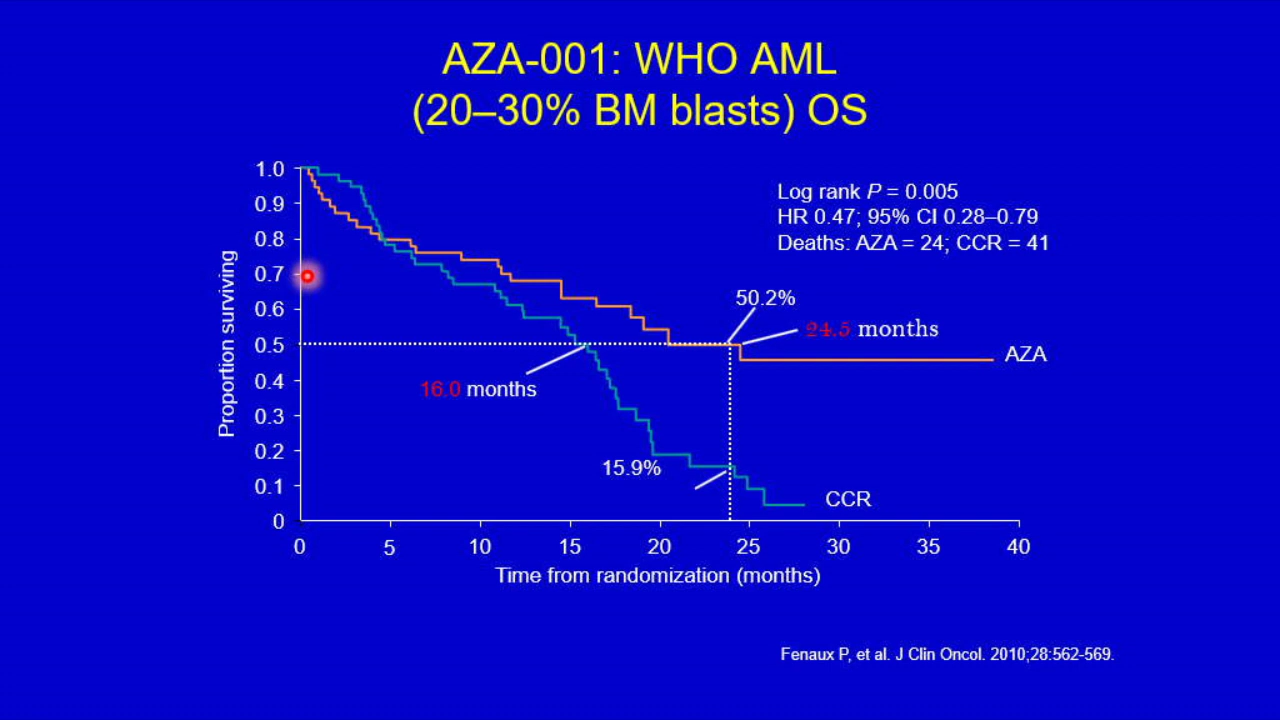 AZA-001: WHO AML
(20–30% BM blasts) OS
Log rank P = 0.005
HR 0.47; 95% CI 0.28–0.79
Deaths: AZA = 24; CCR = 41
Proportion surviving
1.0
0.9
0.8
0.7
0.6
0.5
0.4
0.3
0.2
0.1
0
50.2%
24.5 months
AZA
16.0 months
15.9%
CCR
0 5 10 15 20 25 30 35 40
Time from randomization (months)
Fenaux P, et al. J Clin Oncol. 2010;28:562-569.